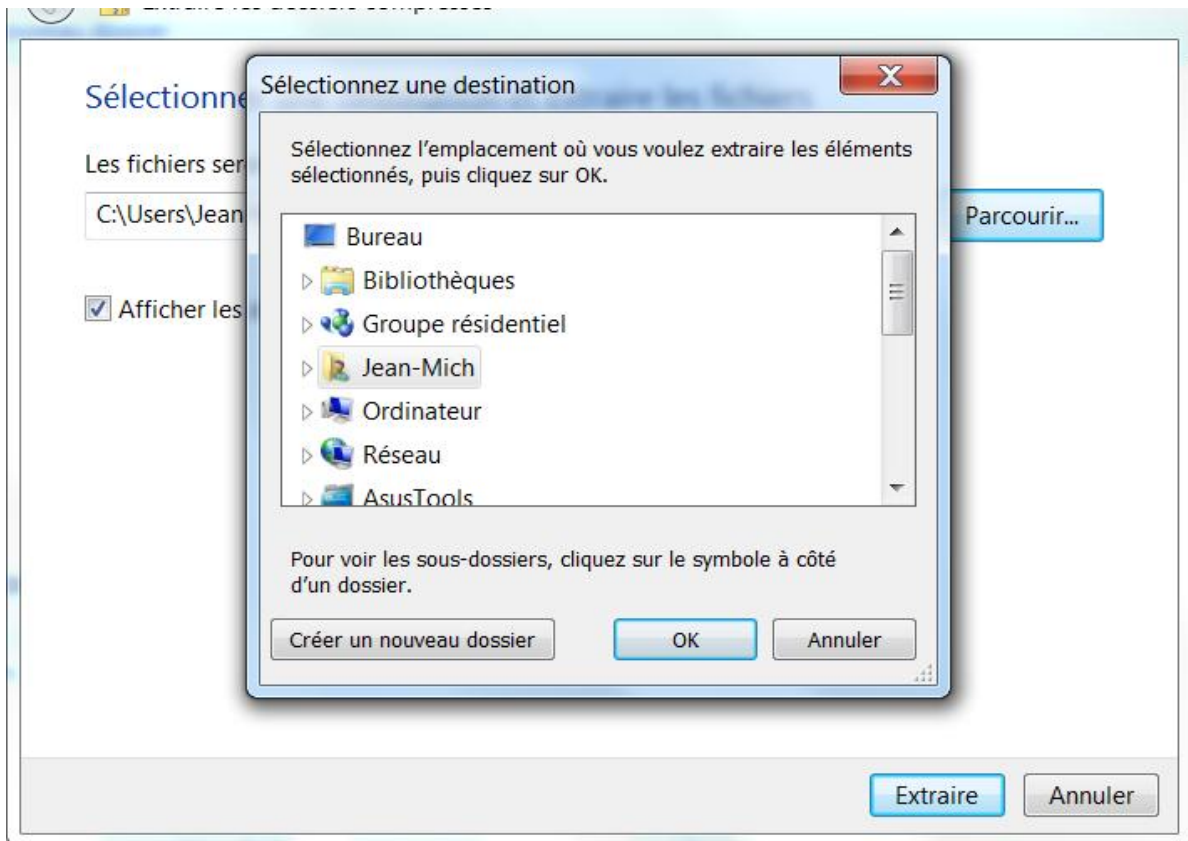 Sélectionne
Sélectionnez une destination
Les fichiers ser
Sélectionnez l'emplacement où vous voulez extraire les éléments
sélectionnés, puis cliquez sur OK.
C:\Users\Jean
Parcourir...
Afficher les
Bureau
Bibliothèques
Groupe résidentiel
Jean-Mich
Ordinateur
Réseau
AsusTools
Pour voir les sous-dossiers, cliquez sur le symbole à côté
d'un dossier.
Créer un nouveau dossier
OK
Annuler
Extraire
Annuler